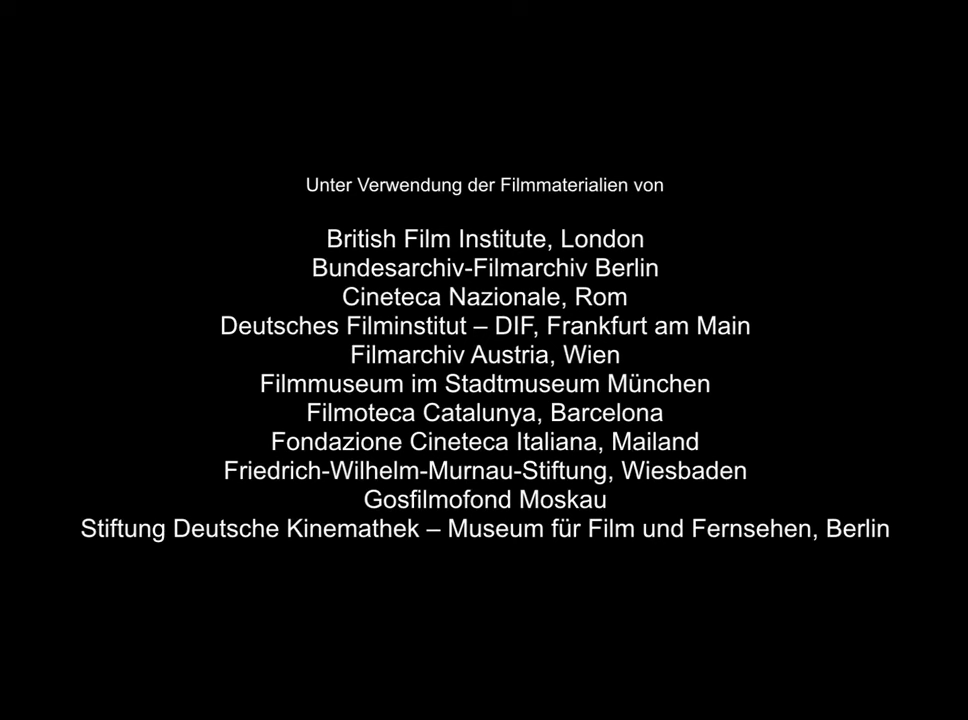 Unter Verwendung der Filmmaterialien von
British Film Institute, London
Bundesarchiv-Filmarchiv Berlin
Cineteca Nazionale, Rom
Deutsches Filminstitut – DIF, Frankfurt am Main
Filmarchiv Austria, Wien
Filmmuseum im Stadtmuseum München
Filmoteca Catalunya, Barcelona
Fondazione Cineteca Italiana, Mailand
Friedrich-Wilhelm-Murnau-Stiftung, Wiesbaden
Gosfilmofond Moskau
Stiftung Deutsche Kinemathek – Museum für Film und Fernsehen, Berlin